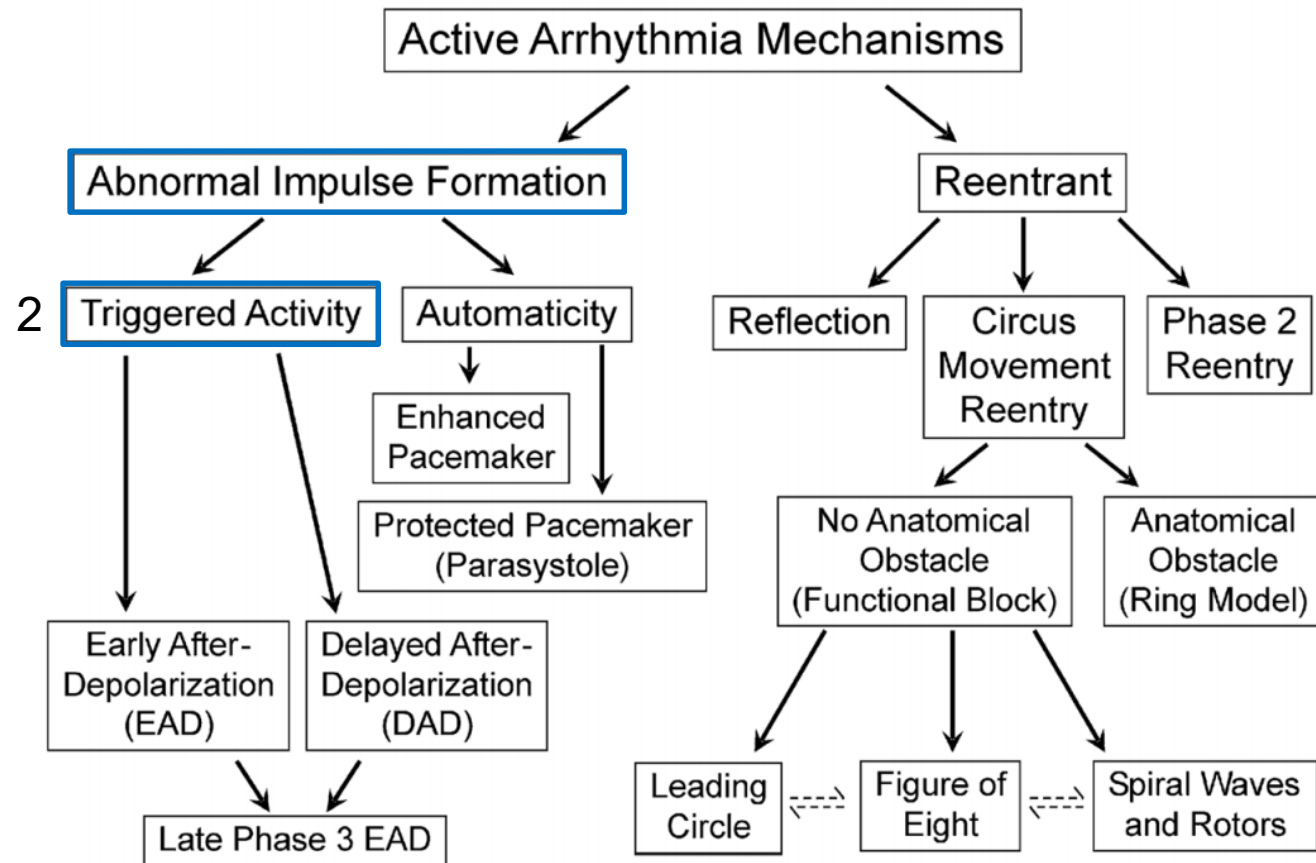 Active Arrhythmia Mechanisms
Abnormal Impulse Formation
Reentrant
2
Triggered Activity
Automaticity
Reflection
Circus
Movement
Reentry
Phase 2
Reentry
Enhanced
Pacemaker
Protected Pacemaker
(Parasystole)
No Anatomical
Obstacle
(Functional Block)
Anatomical
Obstacle
(Ring Model)
Early After-
Depolarization
(EAD)
Delayed After-
Depolarization
(DAD)
Leading
Circle
Figure of
Eight
Spiral Waves
and Rotors
Late Phase 3 EAD